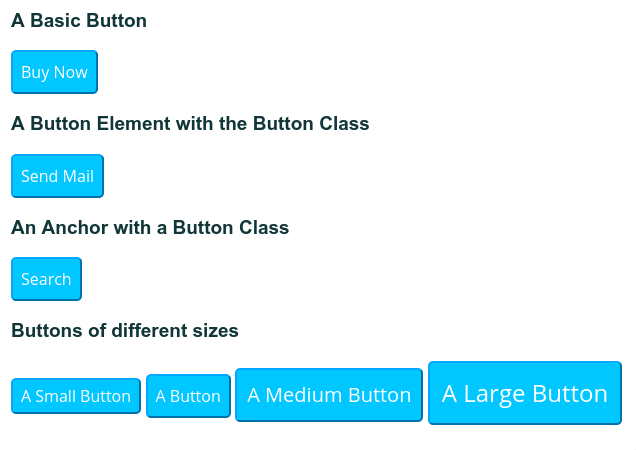 A Basic Button
Buy Now
A Button Element with the Button Class
Send Mail
An Anchor with a Button Class
Search
Buttons of different sizes
A Small Button A Button A Medium Button A Large Button